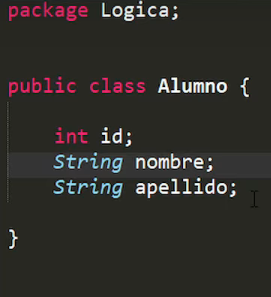 package Logica;
public class Alumno {
int id;
String nombre;
String apellido;
}